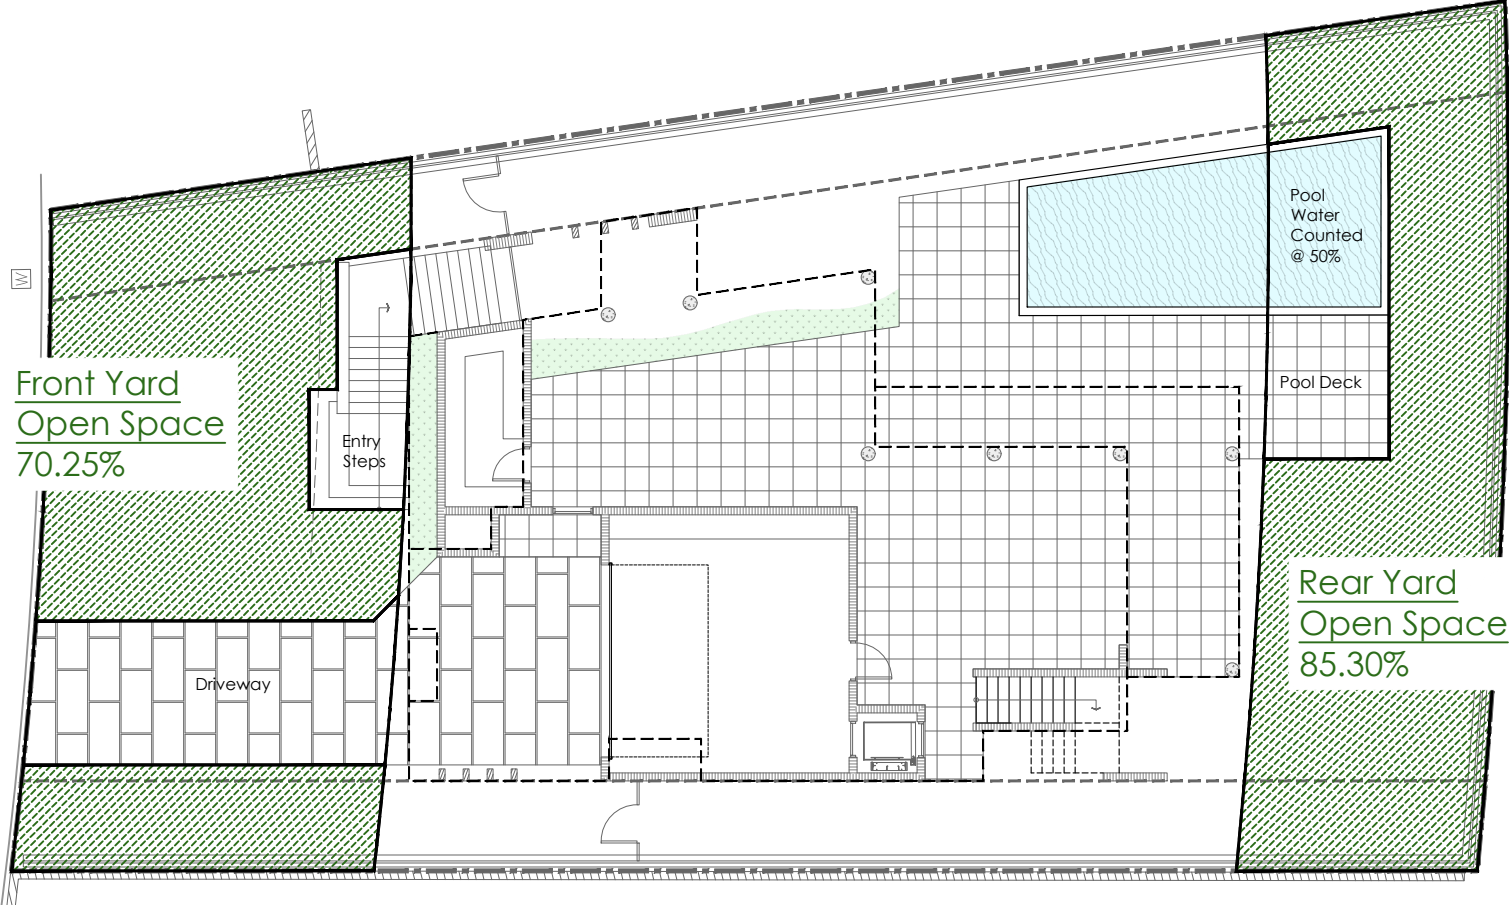 Pool
Water
Counted
@ 50%
W
Front Yard
Open Space
70.25%
Pool Deck
Entry
Steps
Rear Yard
Open Space
85.30%
Driveway